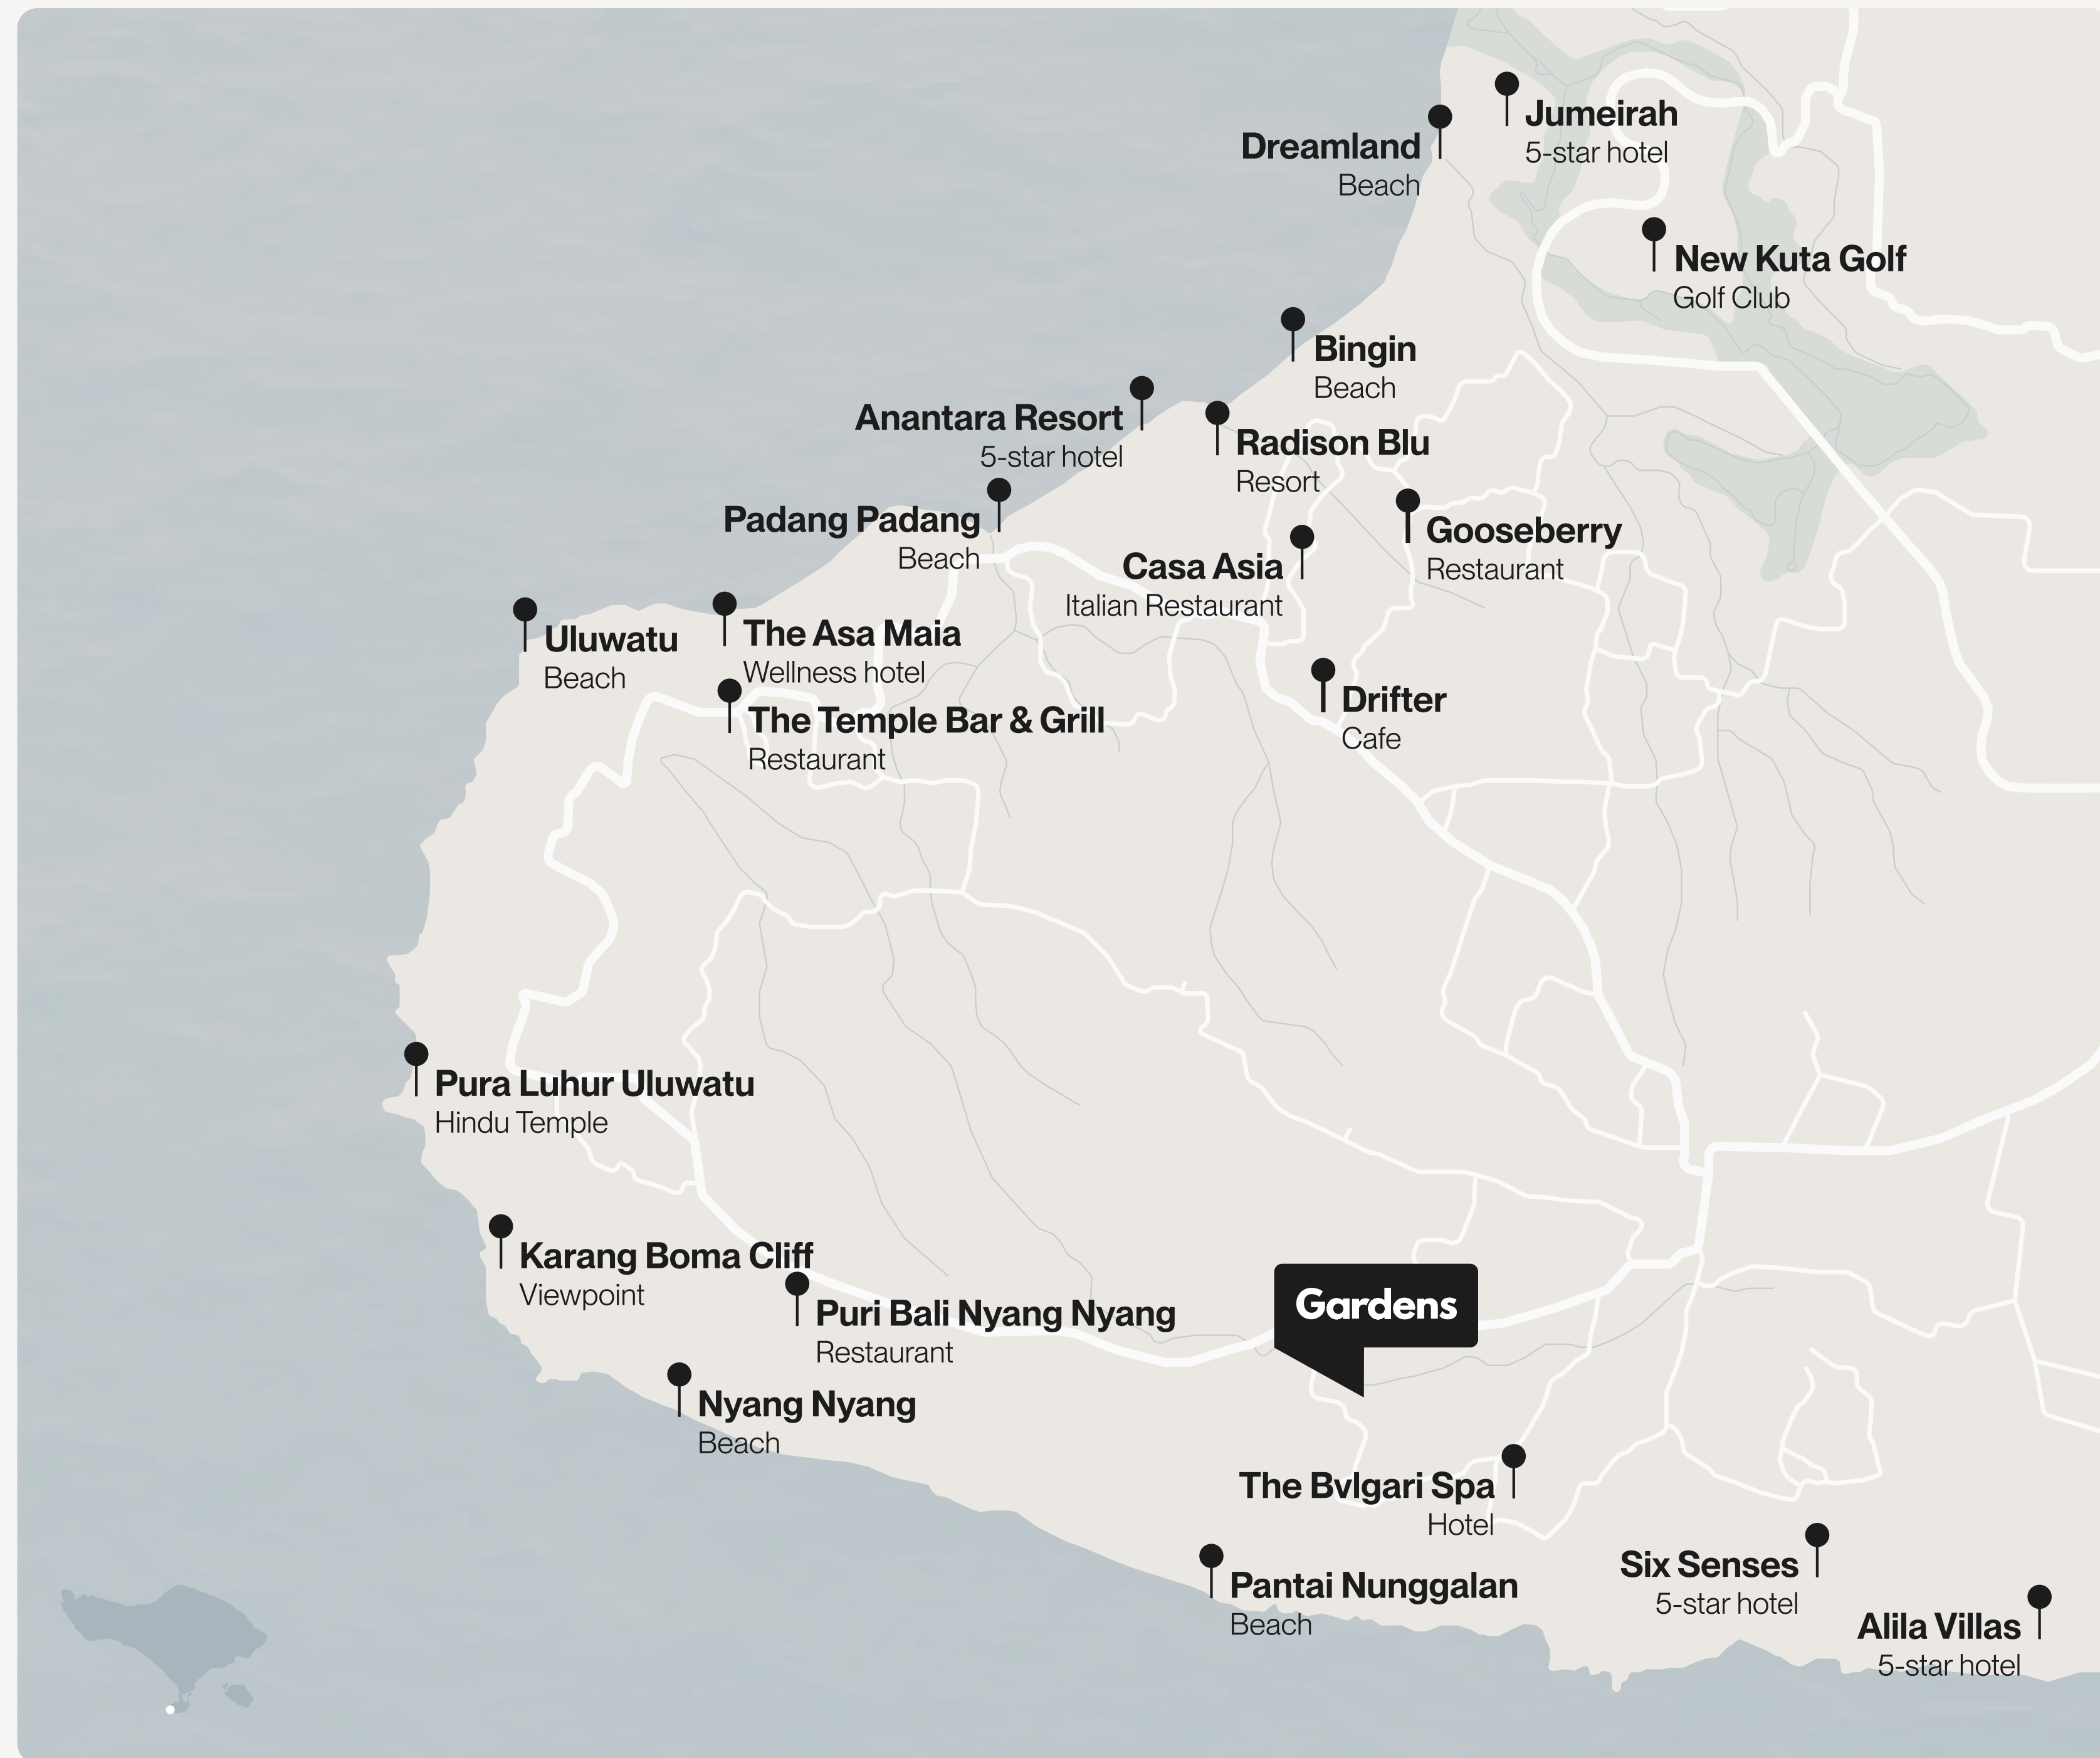 Jumeirah
5-star hotel
Dreamland
Beach
New Kuta Golf
Golf Club
Bingin
Beach
Anantara Resort
5-star hotel
Radison Blu
Resort
Padang Padang
Beach
Gooseberry
Restaurant
Casa Asia
Italian Restaurant
Uluwatu
Beach
The Asa Maia
Wellness hotel
The Temple Bar & Grill
Restaurant
Drifter
Cafe
Pura Luhur Uluwatu
Hindu Temple
Karang Boma Cliff
Viewpoint
Puri Bali Nyang Nyang
Restaurant
Gardens
Nyang Nyang
Beach
The Bvlgari Spa
Hotel
Pantai Nunggalan
Beach
Six Senses
5-star hotel
Alila Villas
5-star hotel